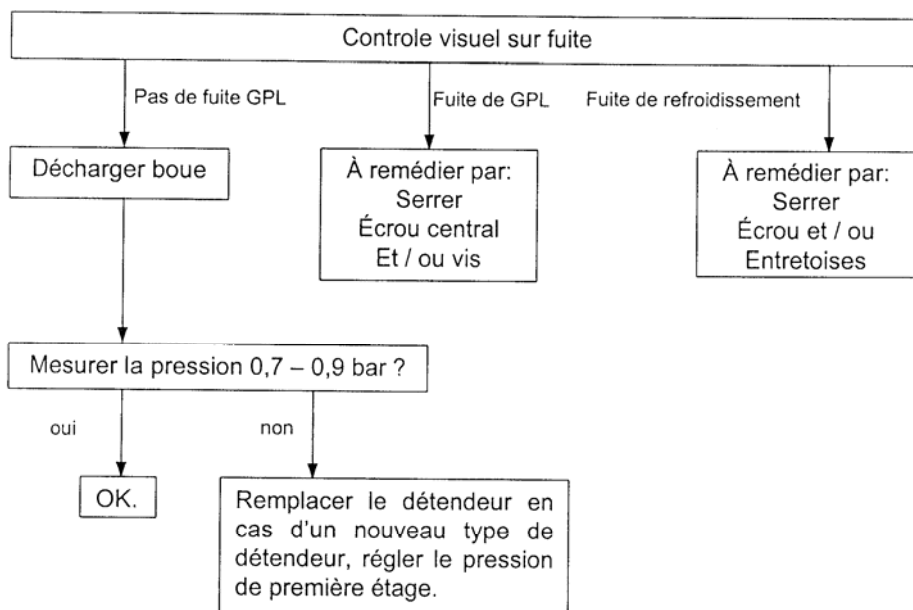 Controle visuel sur fuite
Pas de fuite GPL
Fuite de GPL
Fuite de refroidissement
Décharger boue
À remédier par:
Serrer
Écrou central
Et / ou vis
À remédier par:
Serrer
Écrou et / ou
Entretoises
Mesurer la pression 0,7 – 0,9 bar ?
oui
non
OK.
Remplacer le détendeur en
cas d'un nouveau type de
détendeur, régler le pression
de première étage.